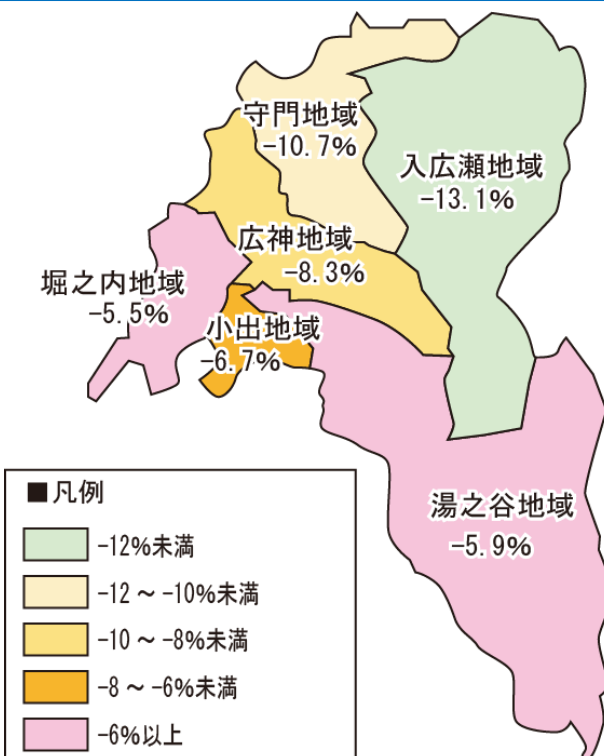 守門地域
-10.7%
入広瀬地域
-13.1%
広神地域
-8.3%
堀之内地域
-5.5%
小出地域
-6.7%
湯之谷地域
-5.9%
■凡例
-12%未満
-12 ～ -10%未満
-10 ～ -8%未満
-8 ～ -6%未満
-6%以上